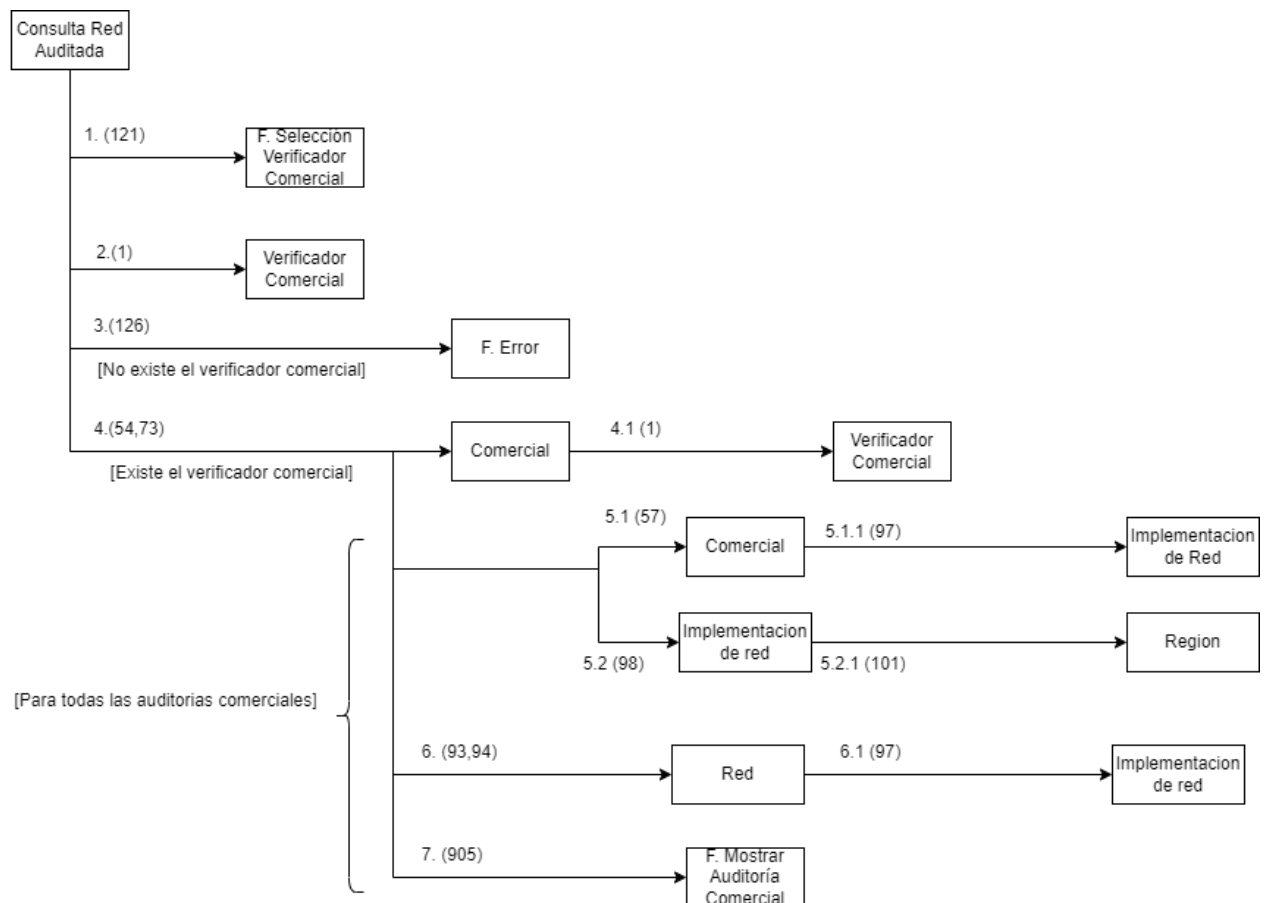 Consulta Red
Auditada
1. (121)
F. Selección
Verificador
Comercial
2.(1)
Verificador
Comercial
3.(126)
F. Error
[No existe el verificador comercial]
4.(54,73)
Comercial
4.1 (1)
Verificador
Comercial
[Existe el verificador comercial]
5.1 (57)
Comercial
5.1.1 (97)
Implementacion
de Red
5.2 (98)
Implementacion
de red
5.2.1 (101)
Region
[Para todas las auditorias comerciales]
6. (93,94)
Red
6.1 (97)
Implementacion
de red
7. (905)
F. Mostrar
Auditoría
Comercial